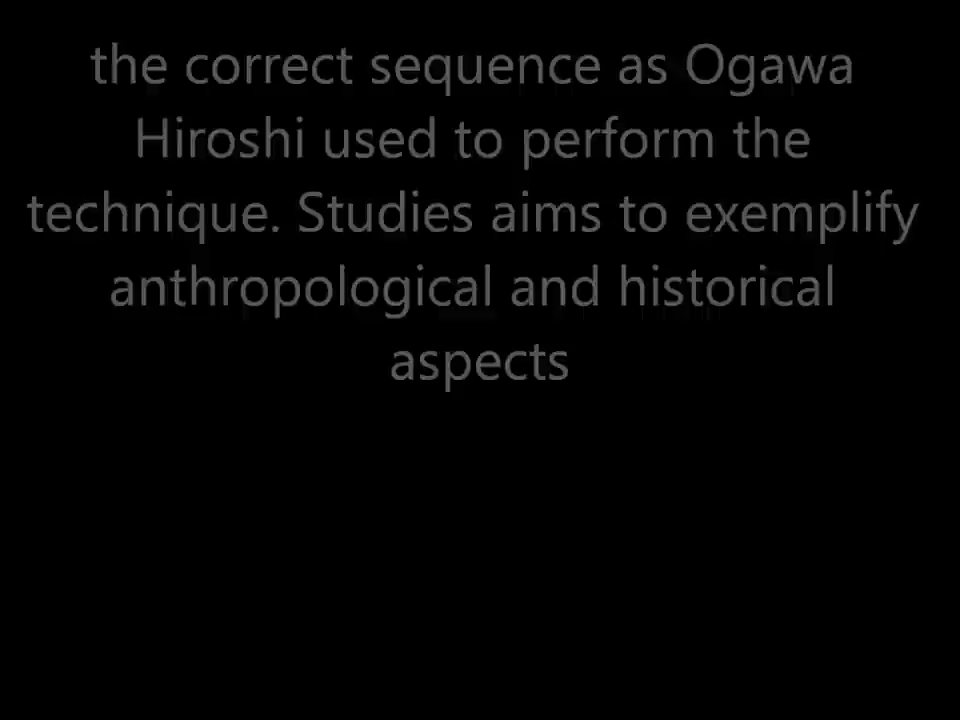 the correct sequence as Ogawa
Hiroshi used to perform the
technique. Studies aims to exemplify
anthropological and historical
aspects